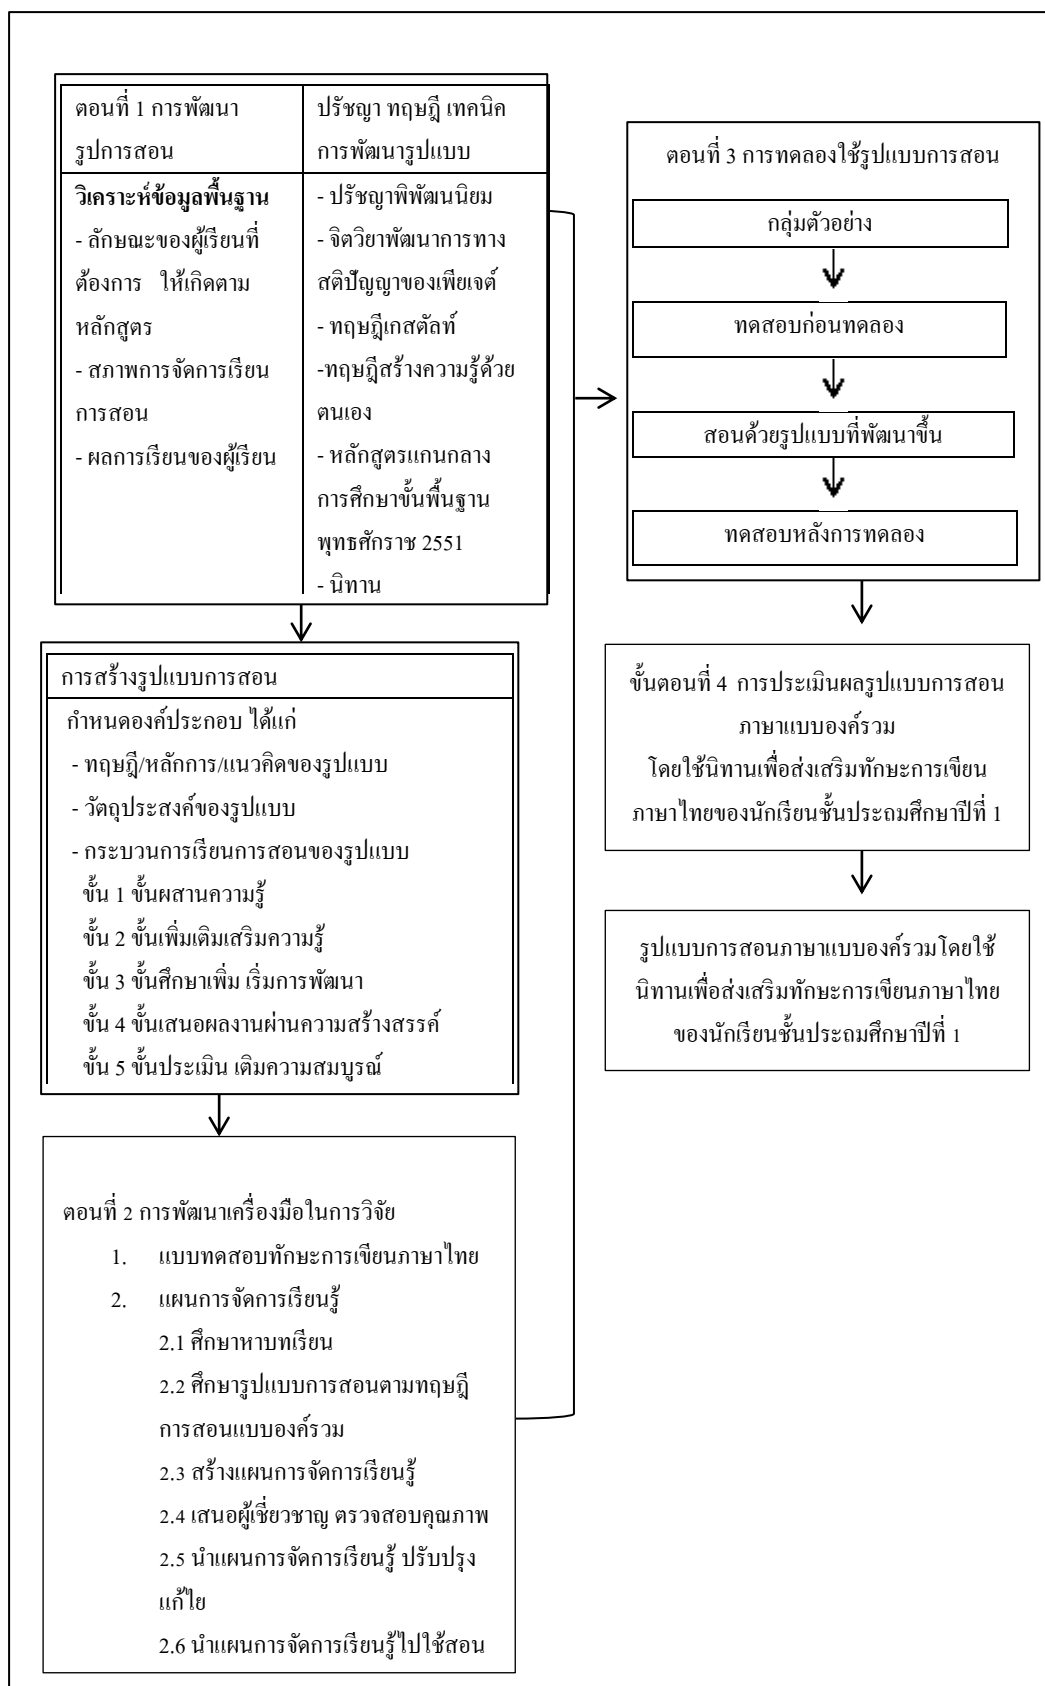 ตอนที่ 1 การพัฒนา
รูปการสอน
ปรัชญา ทฤษฎี เทคนิค
การพัฒนารูปแบบ
วิเคราะห์ข้อมูลพื้นฐาน
- ลักษณะของผู้เรียนที่
ต้องการ ให้เกิดตาม
หลักสูตร
- สภาพการจัดการเรียน
การสอน
- ผลการเรียนของผู้เรียน
- ปรัชญาพิพัฒนนิยม
- จิตวิยาพัฒนาการทาง
สติปัญญาของเพียเจต์
- ทฤษฎีเกสตัลท์
-ทฤษฎีสร้างความรู้ด้วย
ตนเอง
- หลักสูตรแกนกลาง
การศึกษาขั้นพื้นฐาน
พุทธศักราช 2551
- นิทาน
การสร้างรูปแบบการสอน
กำหนดองค์ประกอบ ได้แก่
- ทฤษฎี/หลักการ/แนวคิดของรูปแบบ
- วัตถุประสงค์ของรูปแบบ
- กระบวนการเรียนการสอนของรูปแบบ
ขั้น 1 ขั้นผสานความรู้
ขั้น 2 ขั้นเพิ่มเติมเสริมความรู้
ขั้น 3 ขั้นศึกษาเพิ่ม เริ่มการพัฒนา
ขั้น 4 ขั้นเสนอผลงานผ่านความสร้างสรรค์
ขั้น 5 ขั้นประเมิน เติมความสมบูรณ์
ตอนที่ 2 การพัฒนาเครื่องมือในการวิจัย
1. แบบทดสอบทักษะการเขียนภาษาไทย
2. แผนการจัดการเรียนรู้
2.1 ศึกษาหาบทเรียน
2.2 ศึกษารูปแบบการสอนตามทฤษฎี
การสอนแบบองค์รวม
2.3 สร้างแผนการจัดการเรียนรู้
2.4 เสนอผู้เชี่ยวชาญ ตรวจสอบคุณภาพ
2.5 นำแผนการจัดการเรียนรู้ ปรับปรุง
แก้ไย
2.6 นำแผนการจัดการเรียนรู้ไปใช้สอน
ตอนที่ 3 การทดลองใช้รูปแบบการสอน
กลุ่มตัวอย่าง
ทดสอบก่อนทดลอง
สอนด้วยรูปแบบที่พัฒนาขึ้น
ทดสอบหลังการทดลอง
ขั้นตอนที่ 4 การประเมินผลรูปแบบการสอน
ภาษาแบบองค์รวม
โดยใช้นิทานเพื่อส่งเสริมทักษะการเขียน
ภาษาไทยของนักเรียนชั้นประถมศึกษาปีที่ 1
รูปแบบการสอนภาษาแบบองค์รวมโดยใช้
นิทานเพื่อส่งเสริมทักษะการเขียนภาษาไทย
ของนักเรียนชั้นประถมศึกษาปีที่ 1